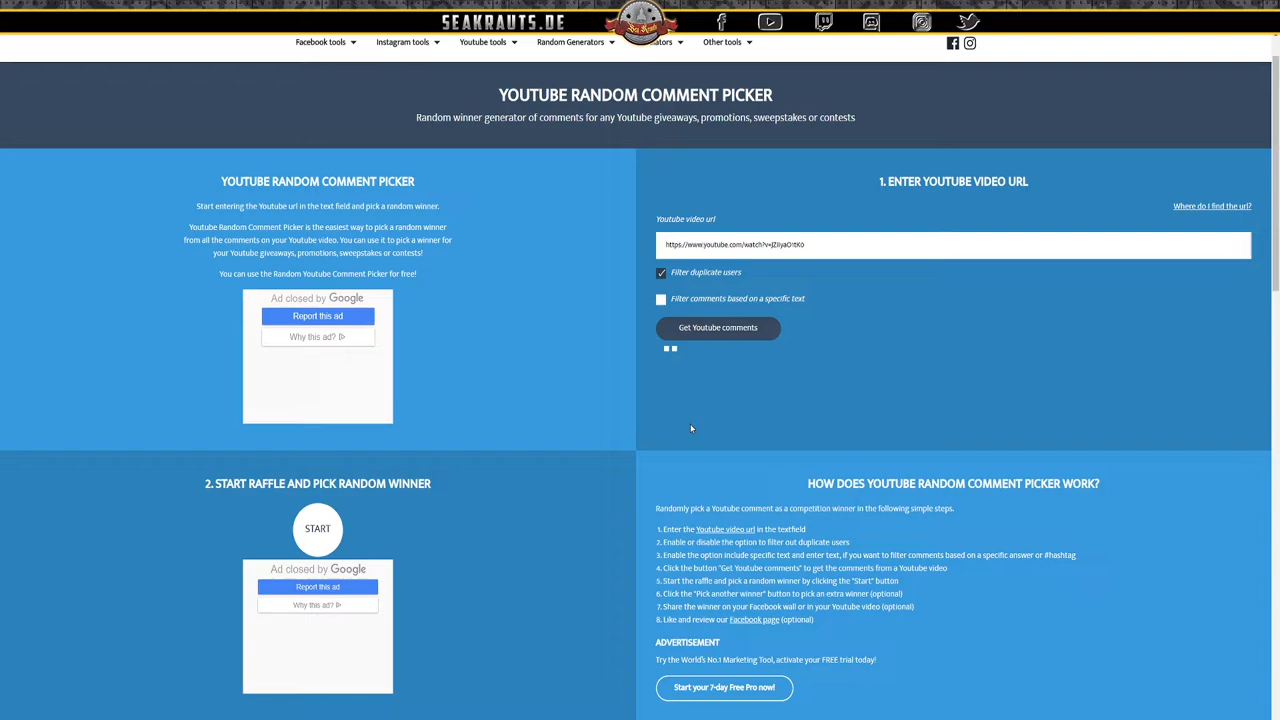 SEAKRAUTS.DE
Facebook tools
Instagram tools
Youtube tools
Random Generators
Other tools
YOUTUBE RANDOM COMMENT PICKER
Random winner generator of comments for any Youtube giveaways, promotions, sweepstakes or contests
YOUTUBE RANDOM COMMENT PICKER
Start entering the Youtube url in the text field and pick a random winner.
Youtube Random Comment Picker is the easiest way to pick a random winner
from all the comments on your Youtube video. You can use it to pick a winner for
your Youtube giveaways, promotions, sweepstakes or contests!
You can use the Random Youtube Comment Picker for free!
Ad closed by Google
Report this ad
Why this ad?
1. ENTER YOUTUBE VIDEO URL
Where do I find the url?
Youtube video url
Filter duplicate users
Filter comments based on a specific text
Get Youtube comments
2. START RAFFLE AND PICK RANDOM WINNER
START
Ad closed by Google
Report this ad
Why this ad?
HOW DOES YOUTUBE RANDOM COMMENT PICKER WORK?
Randomly pick a Youtube comment as a competition winner in the following simple steps.
1. Enter the Youtube video url in the textfield
2. Enable or disable the option to filter out duplicate users
3. Enable the option include specific text and enter text, if you want to filter comments based on a specific answer or #hashtag
4. Click the button "Get Youtube comments" to get the comments from a Youtube video
5. Start the raffle and pick a random winner by clicking the "Start" button
6. Click the "Pick another winner" button to pick an extra winner (optional)
7. Share the winner on your Facebook wall or in your Youtube video (optional)
8. Like and review our Facebook page (optional)
ADVERTISEMENT
Try the World's No.1 Marketing Tool, activate your FREE trial today!
Start your 7-day Free Pro now!